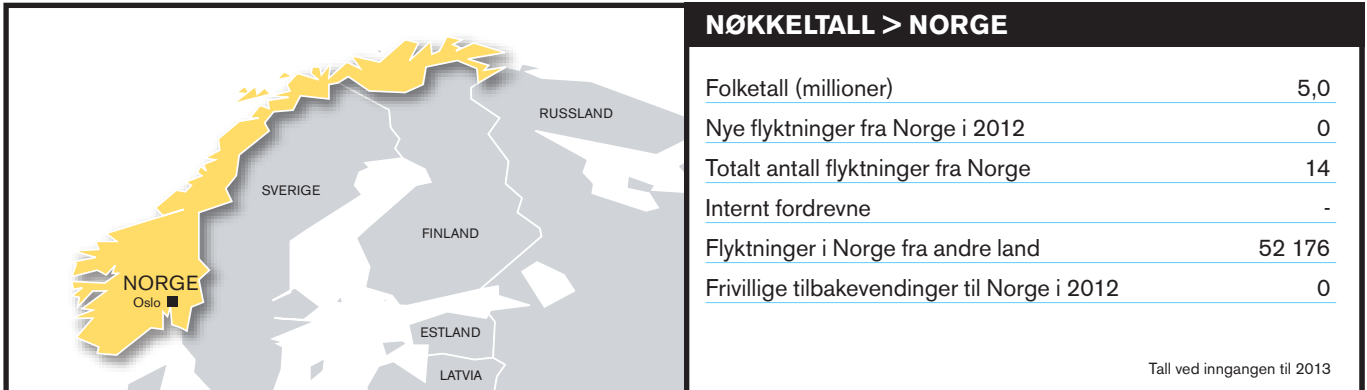 RUSSLAND
SVERIGE
FINLAND
NORGE
Oslo
ESTLAND
LATVIA
NØKKELTALL > NORGE
Folketall (millioner) 5,0
Nye flyktninger fra Norge i 2012 0
Totalt antall flyktninger fra Norge 14
Internt fordrevne -
Flyktninger i Norge fra andre land 52 176
Frivillige tilbakevendinger til Norge i 2012 0
Tall ved inngangen til 2013